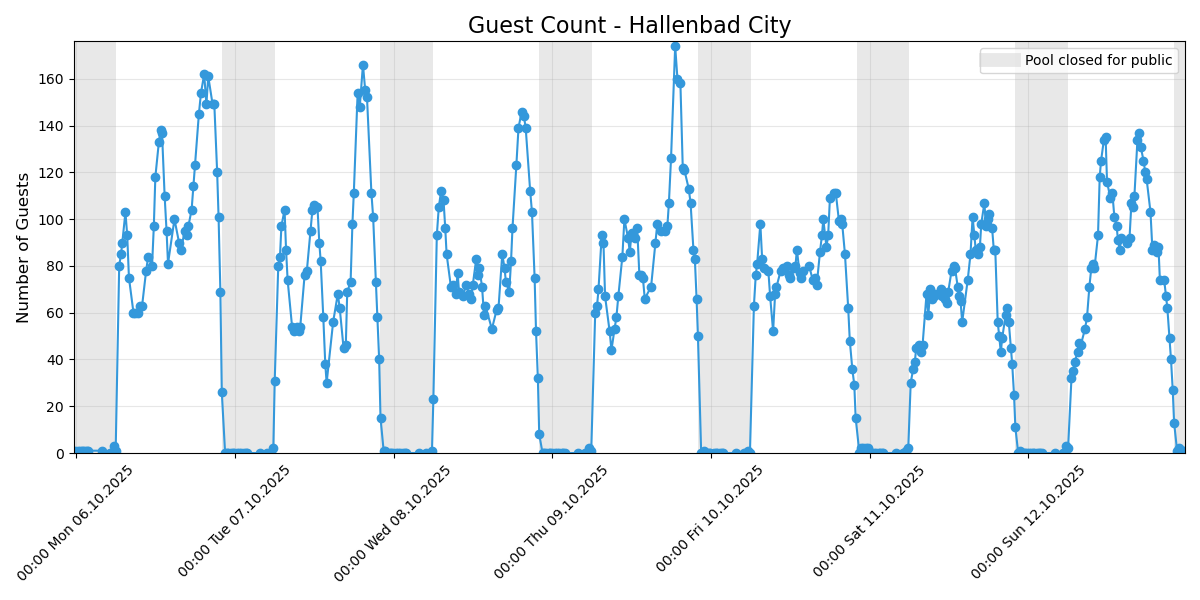 Guest Count - Hallenbad City
Pool closed for public
Number of Guests
160
140
120
100
80
60
40
20
0
00:00 Mon 06.10.2025
00:00 Tue 07.10.2025
00:00 Wed 08.10.2025
00:00 Thu 09.10.2025
00:00 Fri 10.10.2025
00:00 Sat 11.10.2025
00:00 Sun 12.10.2025